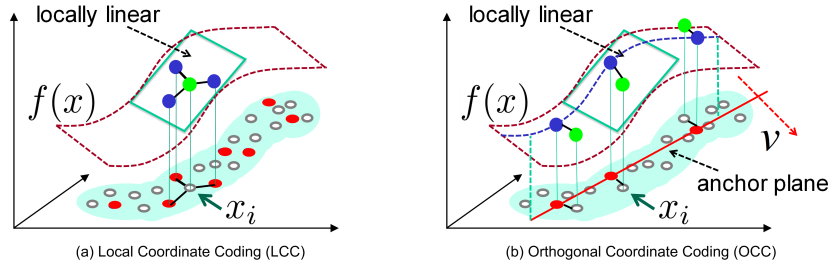 locally linear
f(x)
x_i
(a) Local Coordinate Coding (LCC)
locally linear
f(x)
v
anchor plane
x_i
(b) Orthogonal Coordinate Coding (OCC)